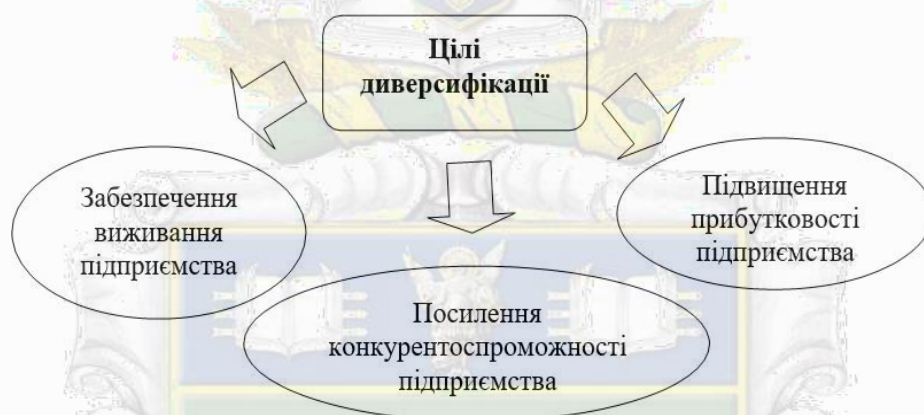 Цілі
диверсифікації
Забезпечення
виживання
підприємства
Посилення
конкурентоспроможності
підприємства
Підвищення
прибутковості
підприємства